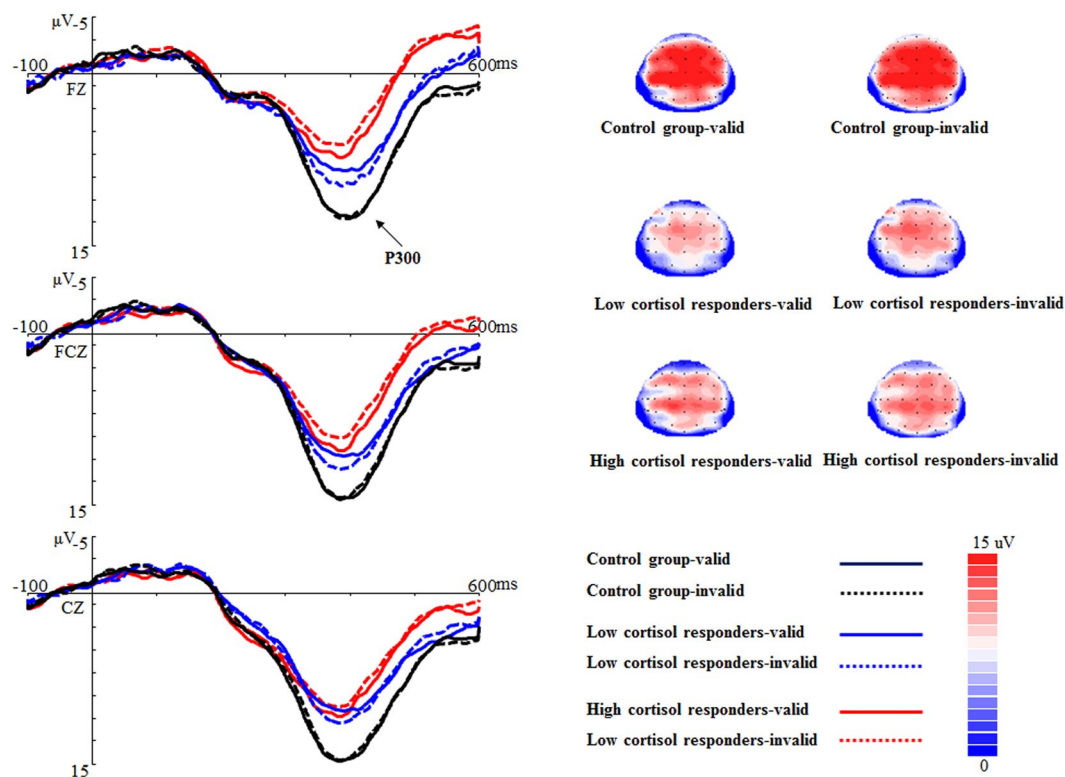 µV -5
-100
600ms
FZ
15
P300
µV -5
-100
600ms
FCZ
15
µV -5
-100
600ms
CZ
15
Control group-valid
Control group-invalid
Low cortisol responders-valid
Low cortisol responders-invalid
High cortisol responders-valid
High cortisol responders-invalid
15 uV
Control group-valid
Control group-invalid
Low cortisol responders-valid
Low cortisol responders-invalid
High cortisol responders-valid
Low cortisol responders-invalid
0